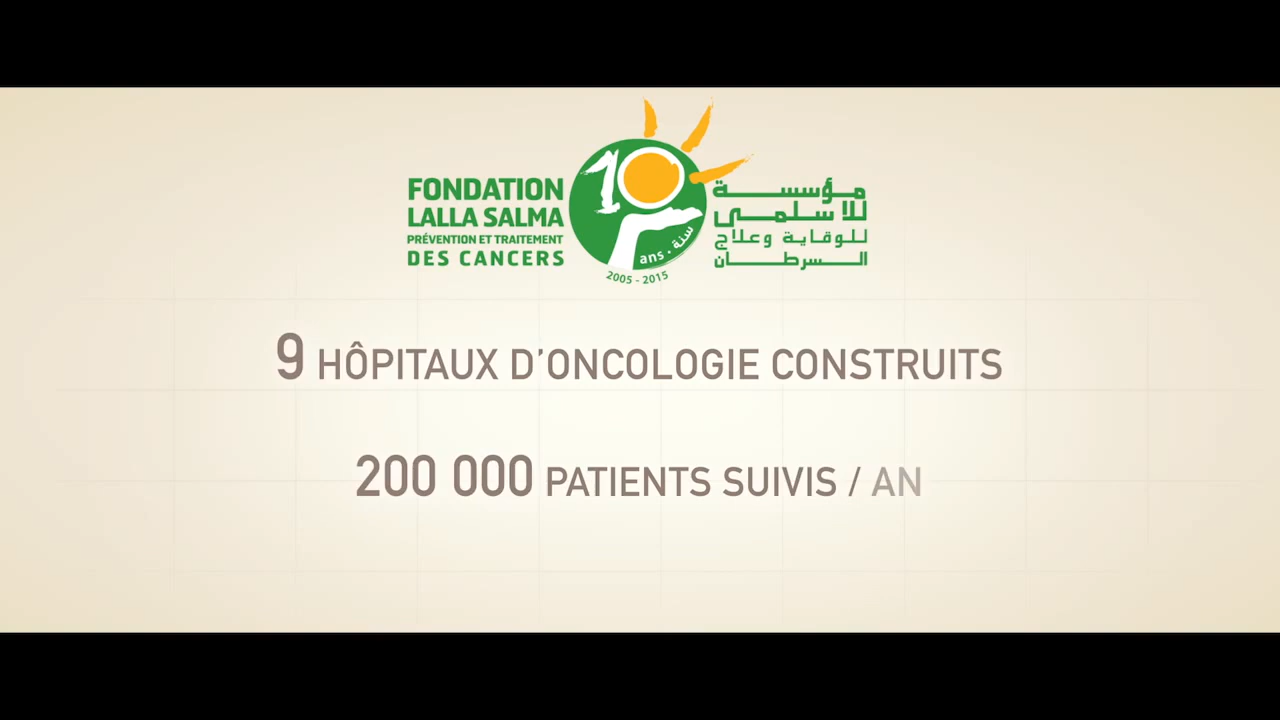 FONDATION
LALLA SALMA
PRÉVENTION ET TRAITEMENT
DES CANCERS
10
ans • سنة
2005 - 2015
مؤسسة
للا سلمى
للوقاية وعلاج
السرطان
9 HÔPITAUX D’ONCOLOGIE CONSTRUITS
200 000 PATIENTS SUIVIS / AN